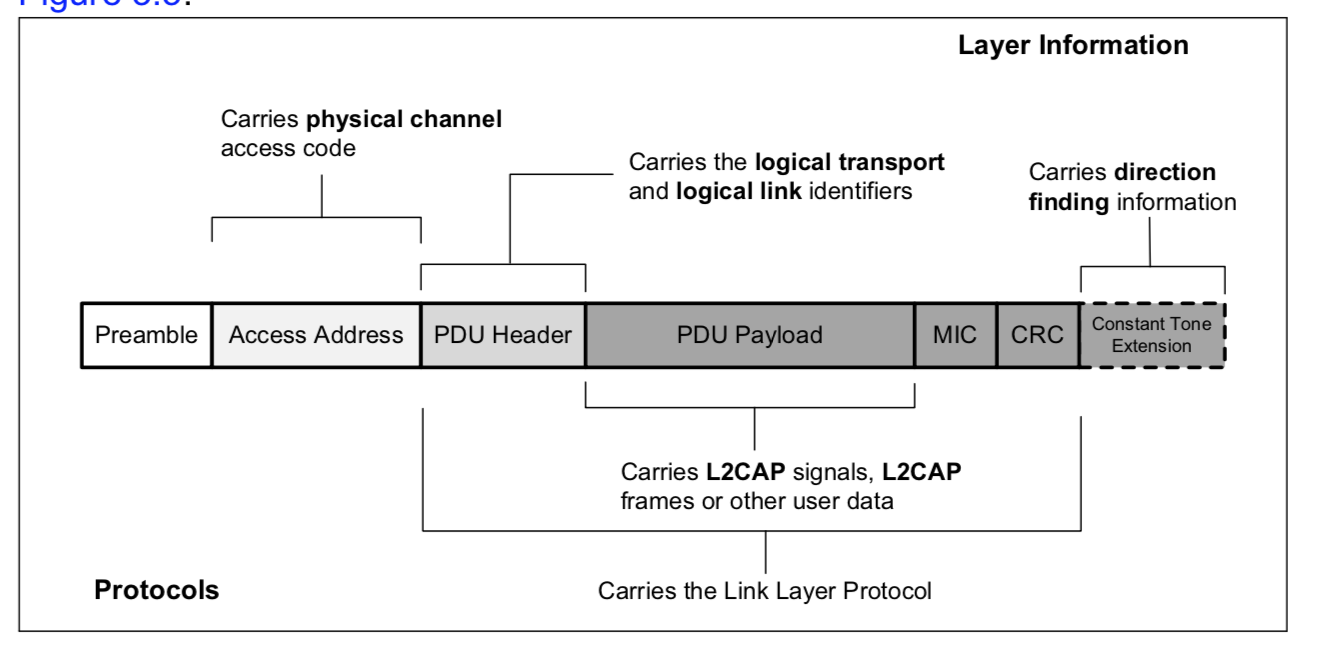 Layer Information
Carries physical channel
access code
Carries the logical transport
and logical link identifiers
Carries direction
finding information
Preamble
Access Address
PDU Header
PDU Payload
MIC
CRC
Constant Tone
Extension
Carries L2CAP signals, L2CAP
frames or other user data
Protocols
Carries the Link Layer Protocol